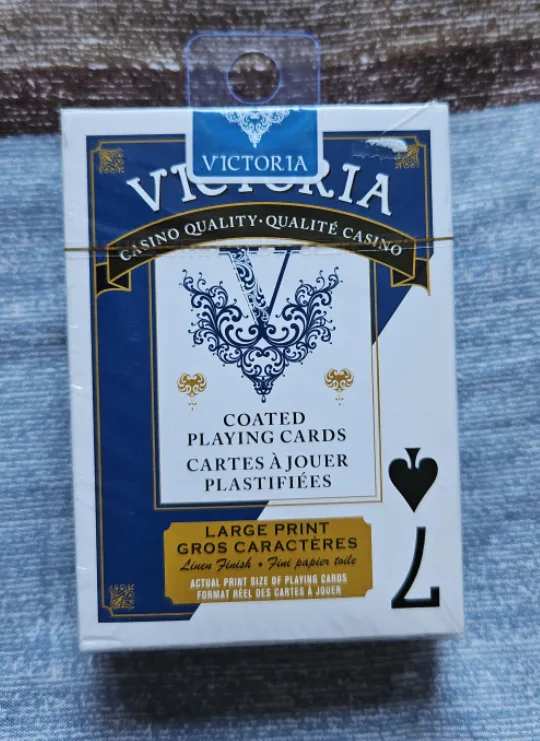 VICTORIA
VICTORIA
CASINO QUALITY · QUALITÉ CASINO
V
COATED
PLAYING CARDS
CARTES À JOUER
PLASTIFIÉES
LARGE PRINT
GROS CARACTÈRES
Linen Finish • Fini papier toile
ACTUAL PRINT SIZE OF PLAYING CARDS
FORMAT RÉEL DES CARTES À JOUER
7